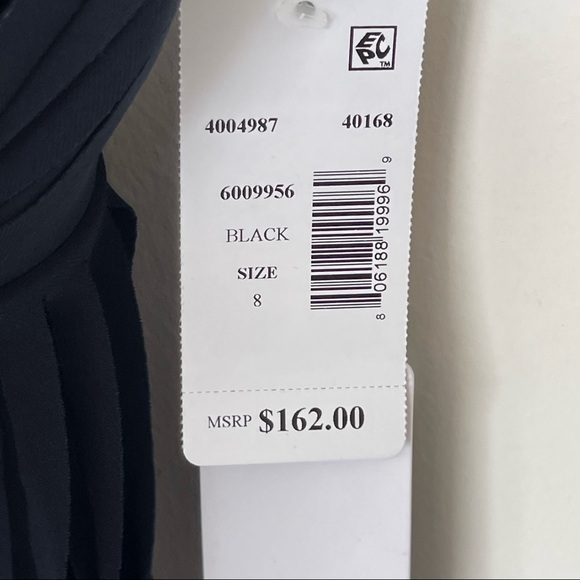 EPC
TM
4004987 40168
6009956
BLACK
SIZE
8
8 06188 19996 9
MSRP $162.00